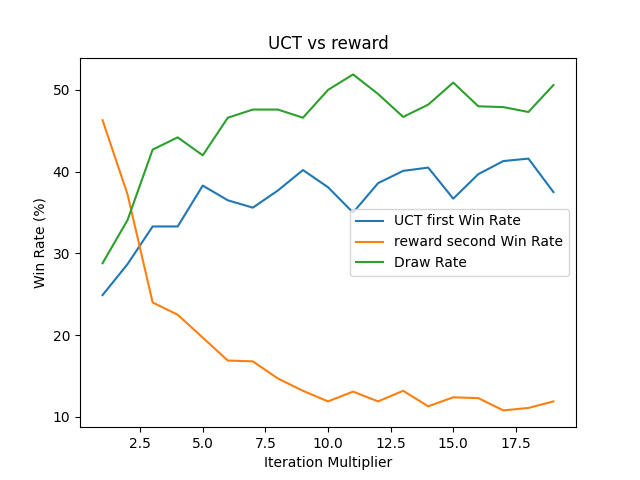 UCT vs reward
Win Rate (%)
50
40
30
20
10
UCT first Win Rate
reward second Win Rate
Draw Rate
2.5 5.0 7.5 10.0 12.5 15.0 17.5
Iteration Multiplier